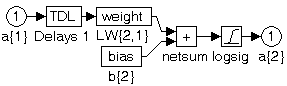 1 TDL weight 1
a{1} Delays 1 LW{2,1} + netsum logsig a{2}
bias
b{2}